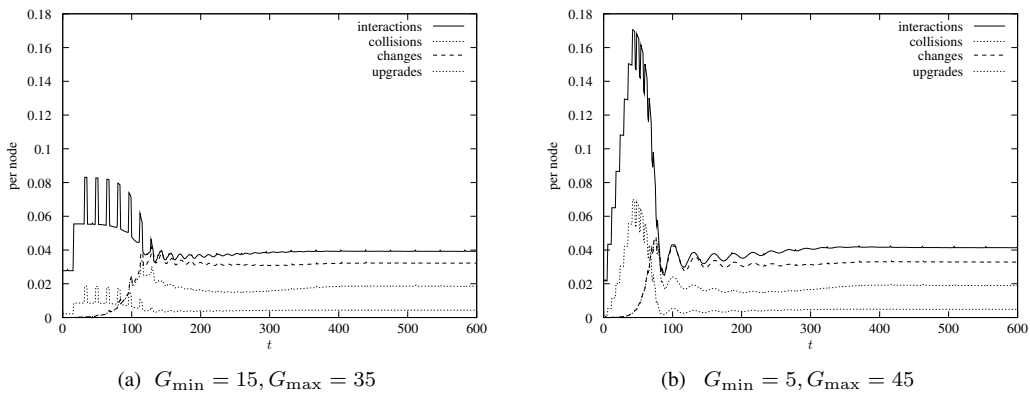 0.18
0.16
0.14
0.12
0.1
0.08
0.06
0.04
0.02
0
per node
interactions
collisions
changes
upgrades
0 100 200 300 400 500 600
t
(a) G_min = 15, G_max = 35
0.18
0.16
0.14
0.12
0.1
0.08
0.06
0.04
0.02
0
per node
interactions
collisions
changes
upgrades
0 100 200 300 400 500 600
t
(b) G_min = 5, G_max = 45